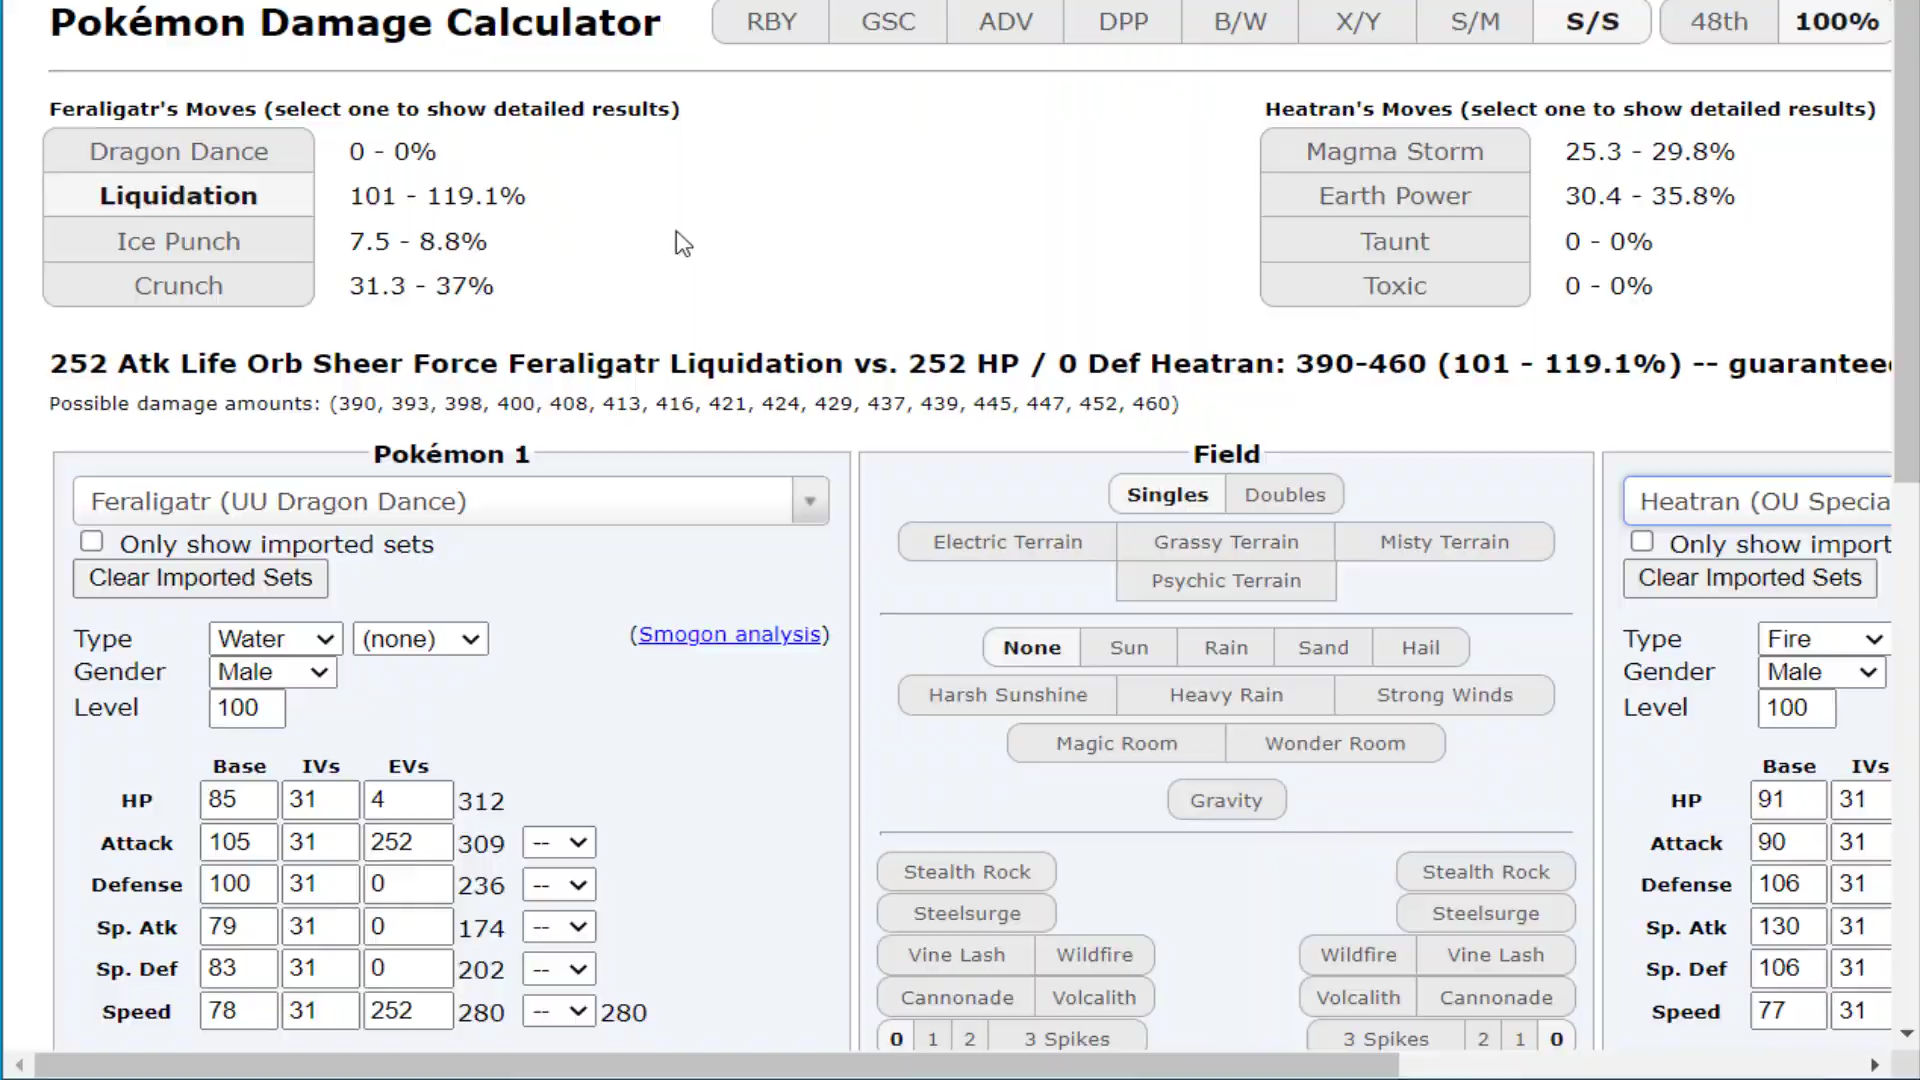 Pokémon Damage Calculator RBY GSC ADV DPP B/W X/Y S/M S/S 48th 100%
Feraligatr's Moves (select one to show detailed results) Heatran's Moves (select one to show detailed results)
Dragon Dance 0 - 0% Magma Storm 25.3 - 29.8%
Liquidation 101 - 119.1% Earth Power 30.4 - 35.8%
Ice Punch 7.5 - 8.8% Taunt 0 - 0%
Crunch 31.3 - 37% Toxic 0 - 0%
252 Atk Life Orb Sheer Force Feraligatr Liquidation vs. 252 HP / 0 Def Heatran: 390-460 (101 - 119.1%) -- guarantee
Possible damage amounts: (390, 393, 398, 400, 408, 413, 416, 421, 424, 429, 437, 439, 445, 447, 452, 460)
Pokémon 1
Feraligatr (UU Dragon Dance)
Only show imported sets
Clear Imported Sets
Type Water (none) (Smogon analysis)
Gender Male
Level 100
Base IVs EVs
HP 85 31 4 312
Attack 105 31 252 309 --
Defense 100 31 0 236 --
Sp. Atk 79 31 0 174 --
Sp. Def 83 31 0 202 --
Speed 78 31 252 280 -- 280
Field
Singles Doubles
Electric Terrain Grassy Terrain Misty Terrain
Psychic Terrain
None Sun Rain Sand Hail
Harsh Sunshine Heavy Rain Strong Winds
Magic Room Wonder Room
Gravity
Stealth Rock Stealth Rock
Steelsurge Steelsurge
Vine Lash Wildfire Wildfire Vine Lash
Cannonade Volcalith Volcalith Cannonade
0 1 2 3 Spikes 3 Spikes 2 1 0
Heatran (OU Specia
Only show import
Clear Imported Sets
Type Fire
Gender Male
Level 100
Base IVs
HP 91 31
Attack 90 31
Defense 106 31
Sp. Atk 130 31
Sp. Def 106 31
Speed 77 31